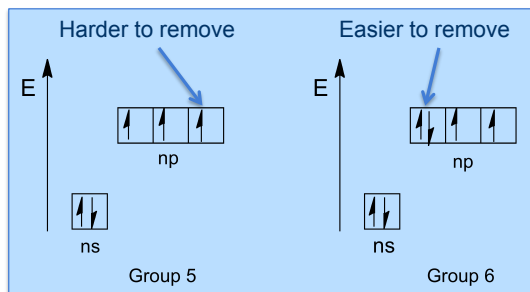 Harder to remove
Easier to remove
E
E
np
np
ns
ns
Group 5
Group 6